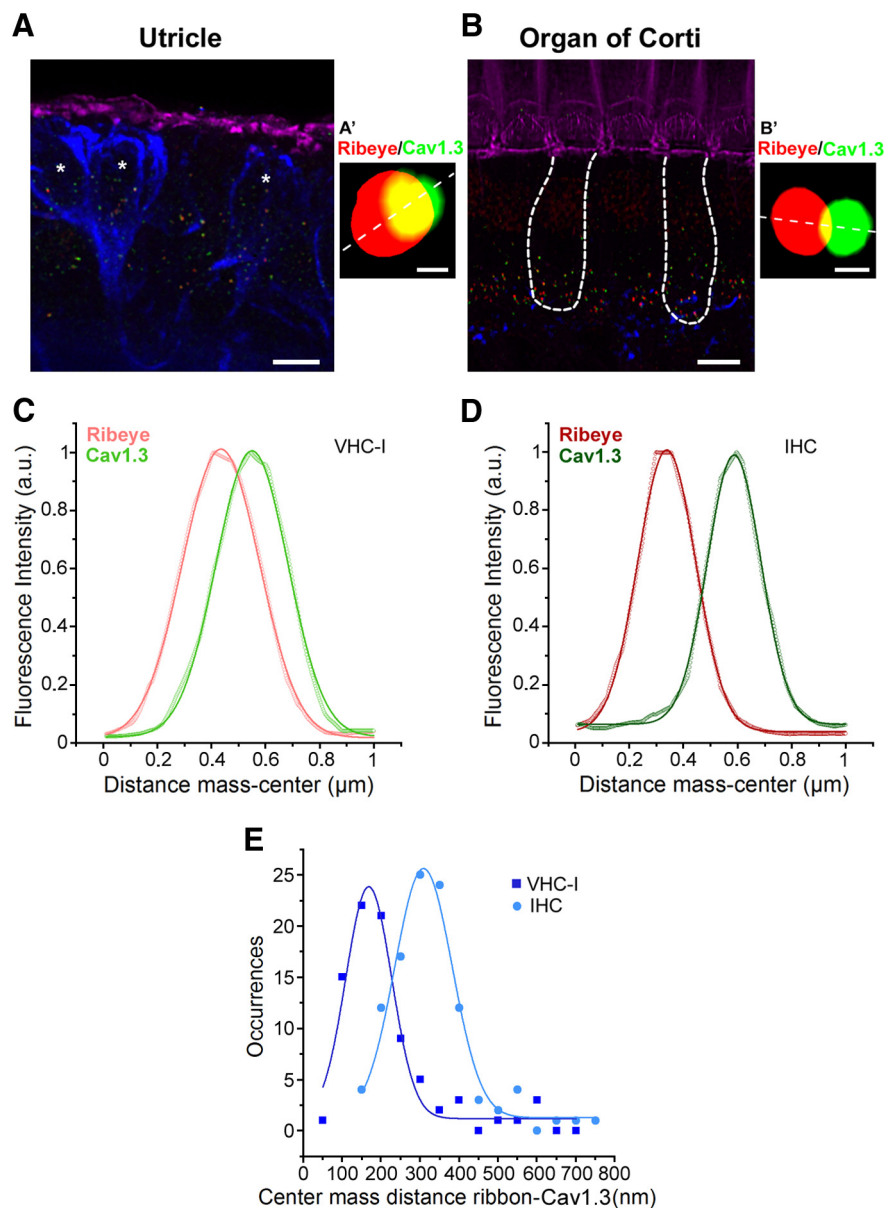 A
Utricle
B
Organ of Corti
A'
Ribeye/Cav1.3
B'
Ribeye/Cav1.3
*
*
*
C
Ribeye
Cav1.3
VHC-I
1
0.8
0.6
0.4
0.2
0
Fluorescence Intensity (a.u.)
0
0.2
0.4
0.6
0.8
1
Distance mass-center (µm)
D
Ribeye
Cav1.3
IHC
1
0.8
0.6
0.4
0.2
0
Fluorescence Intensity (a.u.)
0
0.2
0.4
0.6
0.8
1
Distance mass-center (µm)
E
VHC-I
IHC
25
20
15
10
5
0
Occurrences
0 100 200 300 400 500 600 700 800
Center mass distance ribbon-Cav1.3(nm)